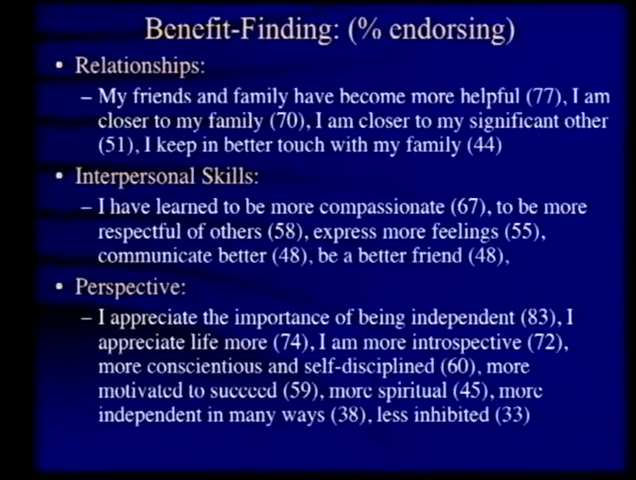 Benefit-Finding: (% endorsing)
• Relationships:
– My friends and family have become more helpful (77), I am
closer to my family (70), I am closer to my significant other
(51), I keep in better touch with my family (44)
• Interpersonal Skills:
– I have learned to be more compassionate (67), to be more
respectful of others (58), express more feelings (55),
communicate better (48), be a better friend (48),
• Perspective:
– I appreciate the importance of being independent (83), I
appreciate life more (74), I am more introspective (72),
more conscientious and self-disciplined (60), more
motivated to succeed (59), more spiritual (45), more
independent in many ways (38), less inhibited (33)